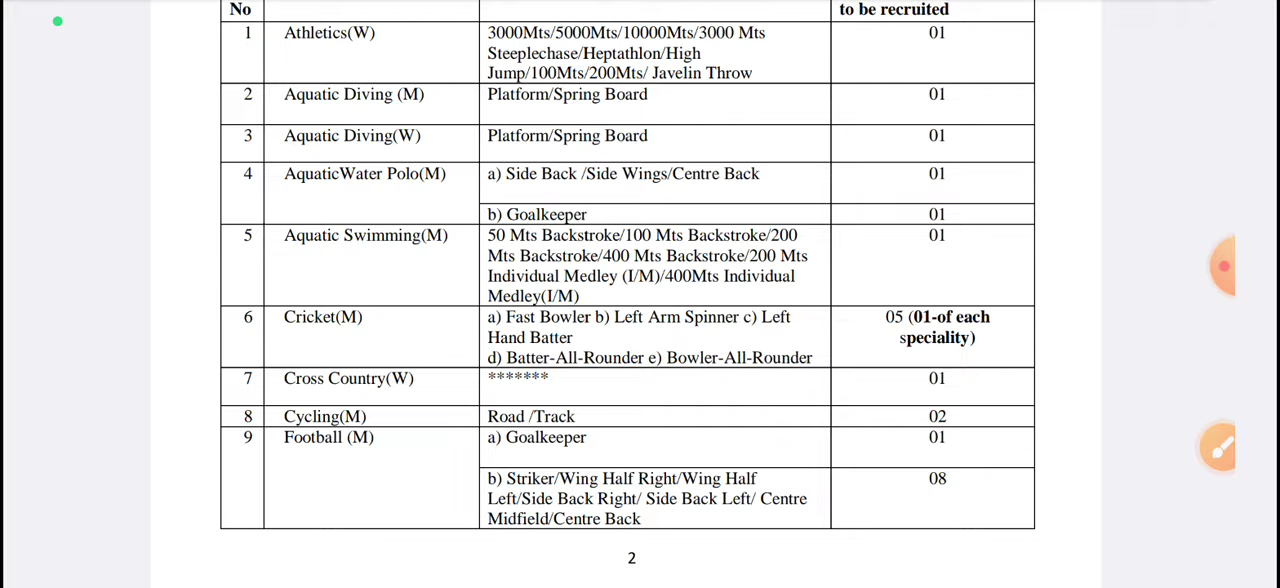 No to be recruited
1 Athletics(W) 3000Mts/5000Mts/10000Mts/3000 Mts 01
Steeplechase/Heptathlon/High
Jump/100Mts/200Mts/ Javelin Throw
2 Aquatic Diving (M) Platform/Spring Board 01
3 Aquatic Diving(W) Platform/Spring Board 01
4 AquaticWater Polo(M) a) Side Back /Side Wings/Centre Back 01
b) Goalkeeper 01
5 Aquatic Swimming(M) 50 Mts Backstroke/100 Mts Backstroke/200 01
Mts Backstroke/400 Mts Backstroke/200 Mts
Individual Medley (I/M)/400Mts Individual
Medley(I/M)
6 Cricket(M) a) Fast Bowler b) Left Arm Spinner c) Left 05 (01-of each
Hand Batter speciality)
d) Batter-All-Rounder e) Bowler-All-Rounder
7 Cross Country(W) ******* 01
8 Cycling(M) Road /Track 02
9 Football (M) a) Goalkeeper 01
b) Striker/Wing Half Right/Wing Half 08
Left/Side Back Right/ Side Back Left/ Centre
Midfield/Centre Back
2